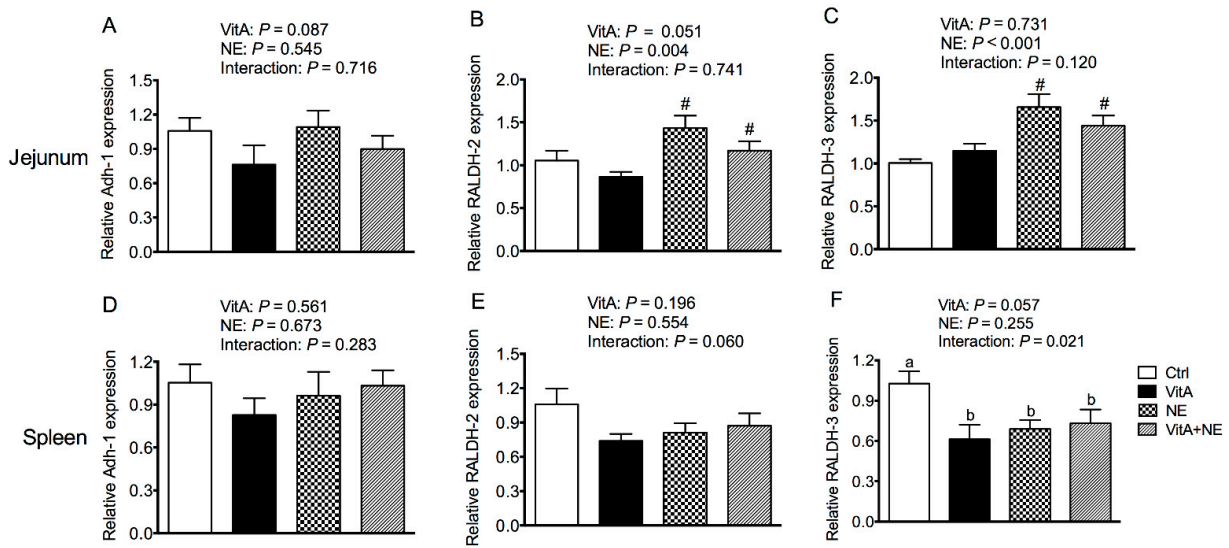 A
VitA: P = 0.087
NE: P = 0.545
Interaction: P = 0.716
Relative Adh-1 expression
1.5
1.2
0.9
0.6
0.3
0.0
B
VitA: P = 0.051
NE: P = 0.004
Interaction: P = 0.741
Relative RALDH-2 expression
2.0
1.5
1.0
0.5
0.0
#
#
C
VitA: P = 0.731
NE: P < 0.001
Interaction: P = 0.120
Relative RALDH-3 expression
2.0
1.5
1.0
0.5
0.0
#
#
Jejunum
D
VitA: P = 0.561
NE: P = 0.673
Interaction: P = 0.283
Relative Adh-1 expression
1.2
0.9
0.6
0.3
0.0
E
VitA: P = 0.196
NE: P = 0.554
Interaction: P = 0.060
Relative RALDH-2 expression
1.5
1.2
0.9
0.6
0.3
0.0
F
VitA: P = 0.057
NE: P = 0.255
Interaction: P = 0.021
Relative RALDH-3 expression
1.2
0.9
0.6
0.3
0.0
a
b
b
b
Spleen
Ctrl
VitA
NE
VitA+NE